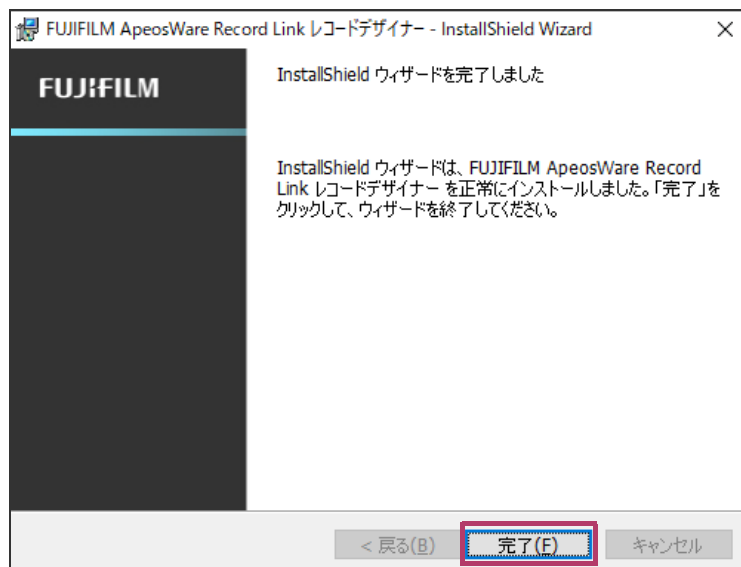 FUJIFILM ApeosWare Record Link レコードデザイナー - InstallShield Wizard
FUJIFILM
InstallShield ウィザードを完了しました
InstallShield ウィザードは、FUJIFILM ApeosWare Record
Link レコードデザイナー を正常にインストールしました。「完了」を
クリックして、ウィザードを終了してください。
< 戻る(B)
完了(F)
キャンセル